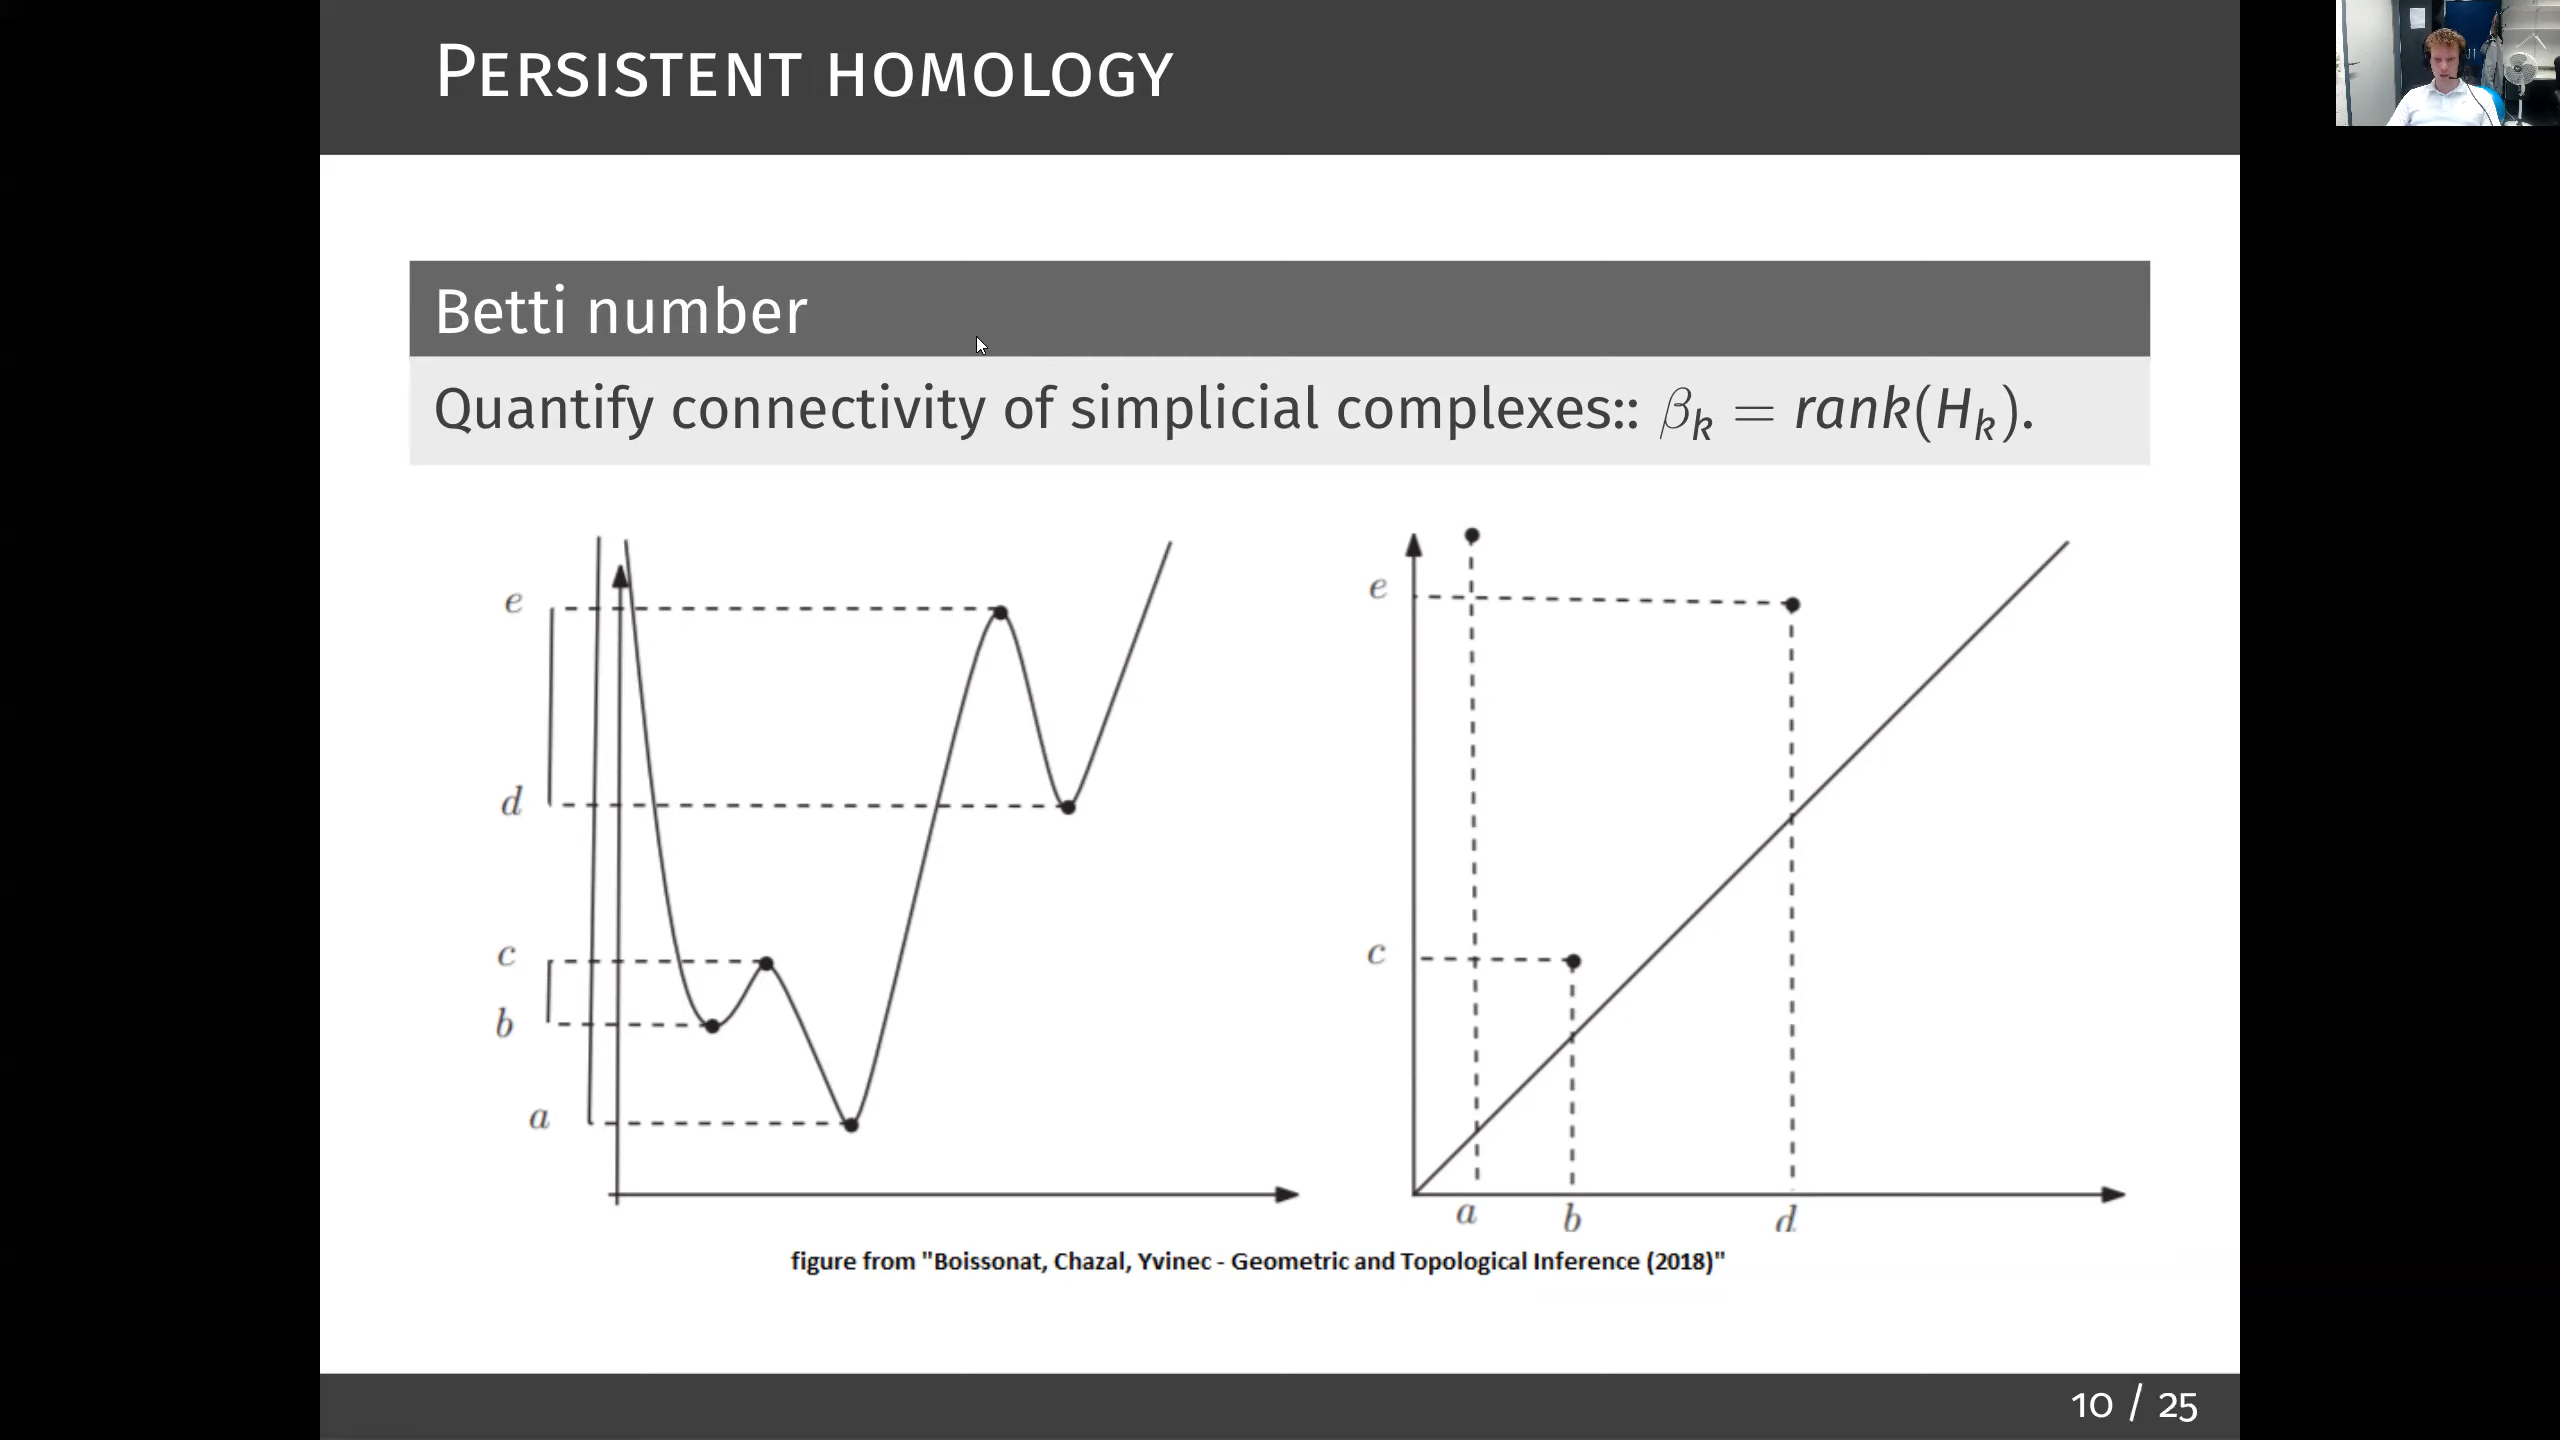 PERSISTENT HOMOLOGY
Betti number
Quantify connectivity of simplicial complexes:: βk = rank(Hk).
e
d
c
b
a
e
c
a b d
figure from "Boissonat, Chazal, Yvinec - Geometric and Topological Inference (2018)"
10 / 25